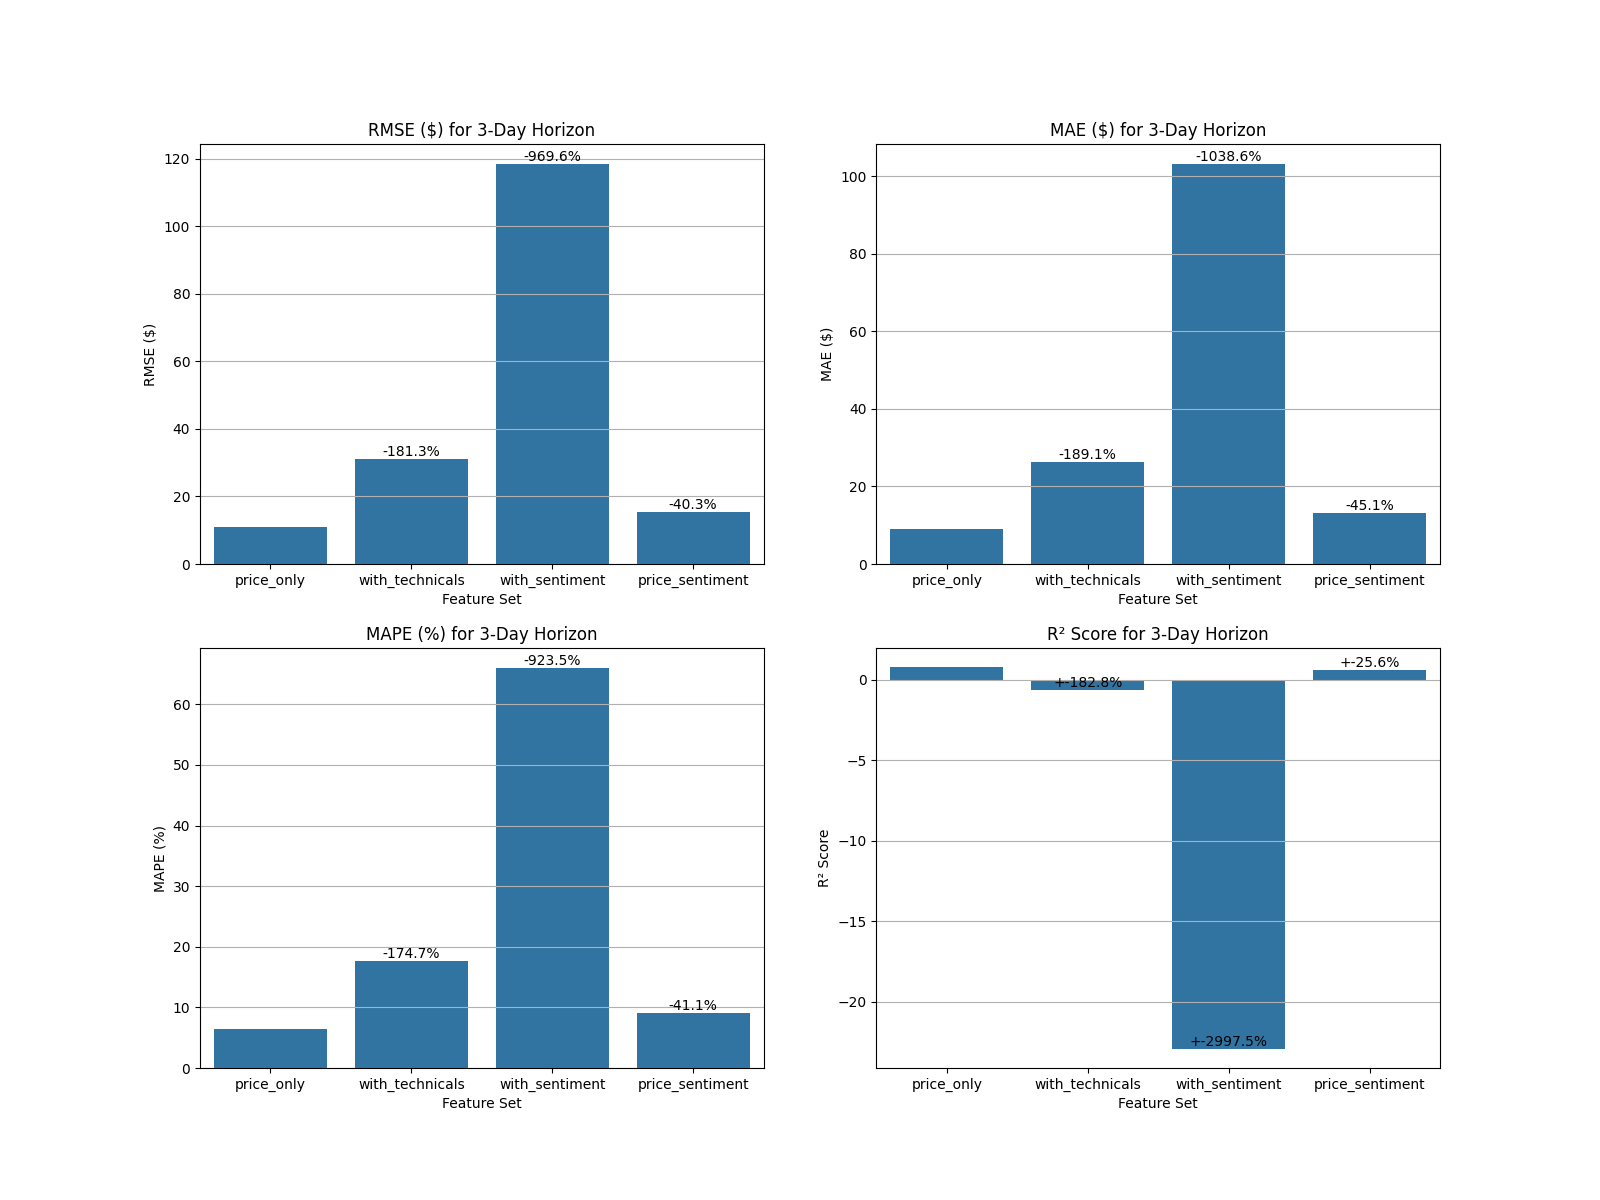 RMSE ($) for 3-Day Horizon
120
100
80
60
40
20
0
RMSE ($)
-969.6%
-181.3%
-40.3%
price_only with_technicals with_sentiment price_sentiment
Feature Set
MAE ($) for 3-Day Horizon
100
80
60
40
20
0
MAE ($)
-1038.6%
-189.1%
-45.1%
price_only with_technicals with_sentiment price_sentiment
Feature Set
MAPE (%) for 3-Day Horizon
60
50
40
30
20
10
0
MAPE (%)
-923.5%
-174.7%
-41.1%
price_only with_technicals with_sentiment price_sentiment
Feature Set
R² Score for 3-Day Horizon
0
−5
−10
−15
−20
R² Score
+-25.6%
+-182.8%
+-2997.5%
price_only with_technicals with_sentiment price_sentiment
Feature Set